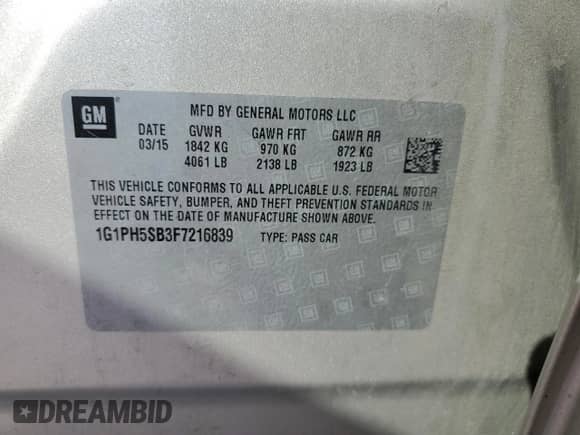 GM
MFD BY GENERAL MOTORS LLC
DATE GVWR GAWR FRT GAWR RR
03/15 1842 KG 970 KG 872 KG
4061 LB 2138 LB 1923 LB
THIS VEHICLE CONFORMS TO ALL APPLICABLE U.S. FEDERAL MOTOR
VEHICLE SAFETY, BUMPER, AND THEFT PREVENTION STANDARDS IN
EFFECT ON THE DATE OF MANUFACTURE SHOWN ABOVE.
1G1PH5SB3F7216839 TYPE: PASS CAR
DREAMBID